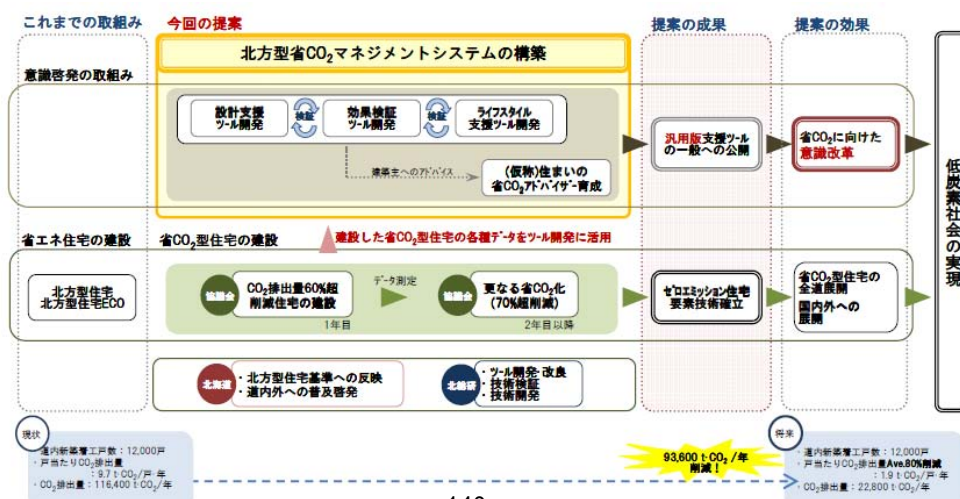 これまでの取組み
今回の提案
提案の成果
提案の効果
北方型省CO₂マネジメントシステムの構築
意識啓発の取組み
設計支援
ツール開発
検証
効果検証
ツール開発
検証
ライフスタイル
支援ツール開発
建築主へのアドバイス
(仮称)住まいの
省CO₂アドバイザー育成
汎用版支援ツール
の一般への公開
省CO₂に向けた
意識改革
低炭素社会の実現
省エネ住宅の建設
省CO₂型住宅の建設
建設した省CO₂型住宅の各種データをツール開発に活用
北方型住宅
北方型住宅ECO
協議会
CO₂排出量60%超
削減住宅の建設
1年目
データ測定
協議会
更なる省CO₂化
(70%超削減)
2年目以降
ゼロエミッション住宅
要素技術確立
省CO₂型住宅の
全道展開
国内外への
展開
北海道
・北方型住宅基準への反映
・道内外への普及啓発
北総研
・ツール開発・改良
・技術検証
・技術開発
現状
・道内新築着工戸数：12,000戸
・戸当たりCO₂排出量
：9.7 t-CO₂/戸・年
・CO₂排出量：116,400 t-CO₂/年
93,600 t-CO₂/年
削減！
将来
・道内新築着工戸数：12,000戸
・戸当たりCO₂排出量Ave.80%削減
：1.9 t-CO₂/戸・年
・CO₂排出量：22,800 t-CO₂/年